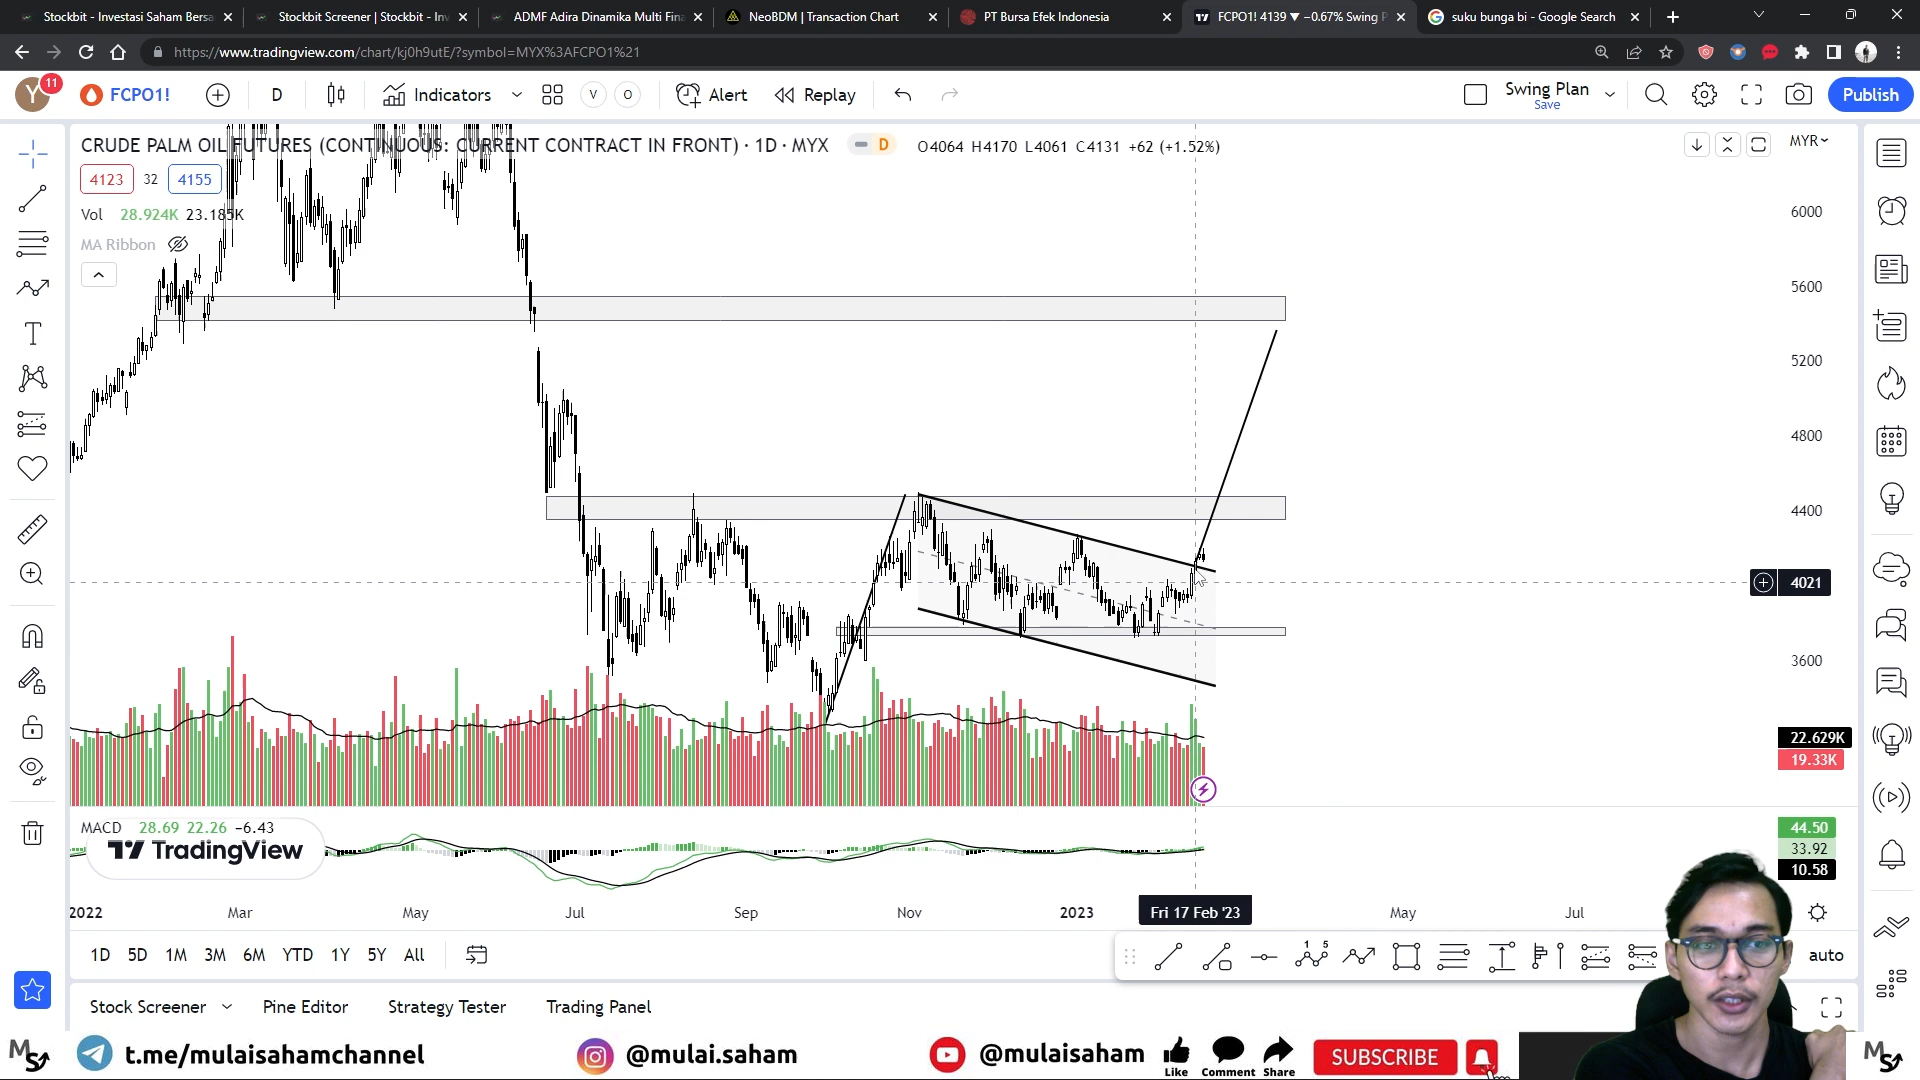 Stockbit - Investasi Saham Bersa
Stockbit Screener | Stockbit - Inv
ADMF Adira Dinamika Multi Fina
NeoBDM | Transaction Chart
PT Bursa Efek Indonesia
FCPO1! 4139 ▼ −0.67% Swing P
suku bunga bi - Google Search
https://www.tradingview.com/chart/kj0h9utE/?symbol=MYX%3AFCPO1%21
Y
11
FCPO1!
D
Indicators
V
O
Alert
Replay
Swing Plan
Save
Publish
CRUDE PALM OIL FUTURES (CONTINUOUS: CURRENT CONTRACT IN FRONT) · 1D · MYX
D
O4064 H4170 L4061 C4131 +62 (+1.52%)
MYR
4123
32
4155
Vol 28.924K 23.185K
MA Ribbon
6000
5600
5200
4800
4400
4021
3600
22.629K
19.33K
MACD 28.69 22.26 −6.43
TradingView
44.50
33.92
10.58
2022
Mar
May
Jul
Sep
Nov
2023
Fri 17 Feb '23
May
Jul
1D 5D 1M 3M 6M YTD 1Y 5Y All
1 5
auto
Stock Screener
Pine Editor
Strategy Tester
Trading Panel
t.me/mulaisahamchannel
@mulai.saham
@mulaisaham
Like
Comment
Share
SUBSCRIBE